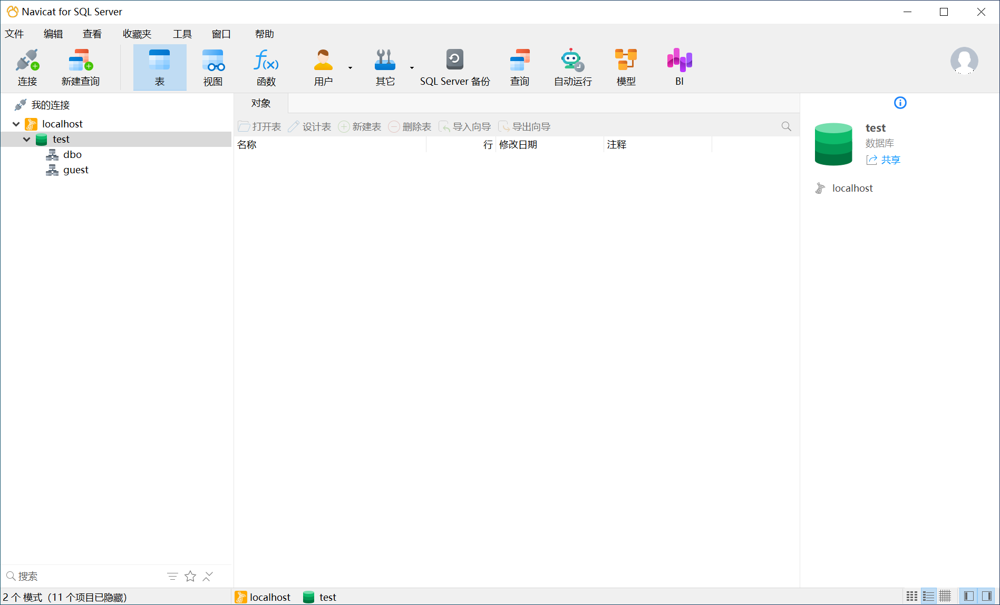 Navicat for SQL Server
文件 编辑 查看 收藏夹 工具 窗口 帮助
连接 新建查询 表 视图 函数 用户 其它 SQL Server 备份 查询 自动运行 模型 BI
我的连接
localhost
test
dbo
guest
搜索
2 个 模式（11 个项目已隐藏）
对象
打开表 设计表 新建表 删除表 导入向导 导出向导
名称 行 修改日期 注释
test
数据库
共享
localhost
localhost test